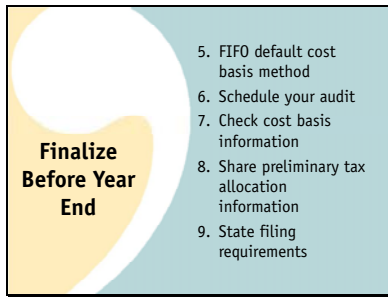 Finalize
Before Year
End
5. FIFO default cost
basis method
6. Schedule your audit
7. Check cost basis
information
8. Share preliminary tax
allocation
information
9. State filing
requirements